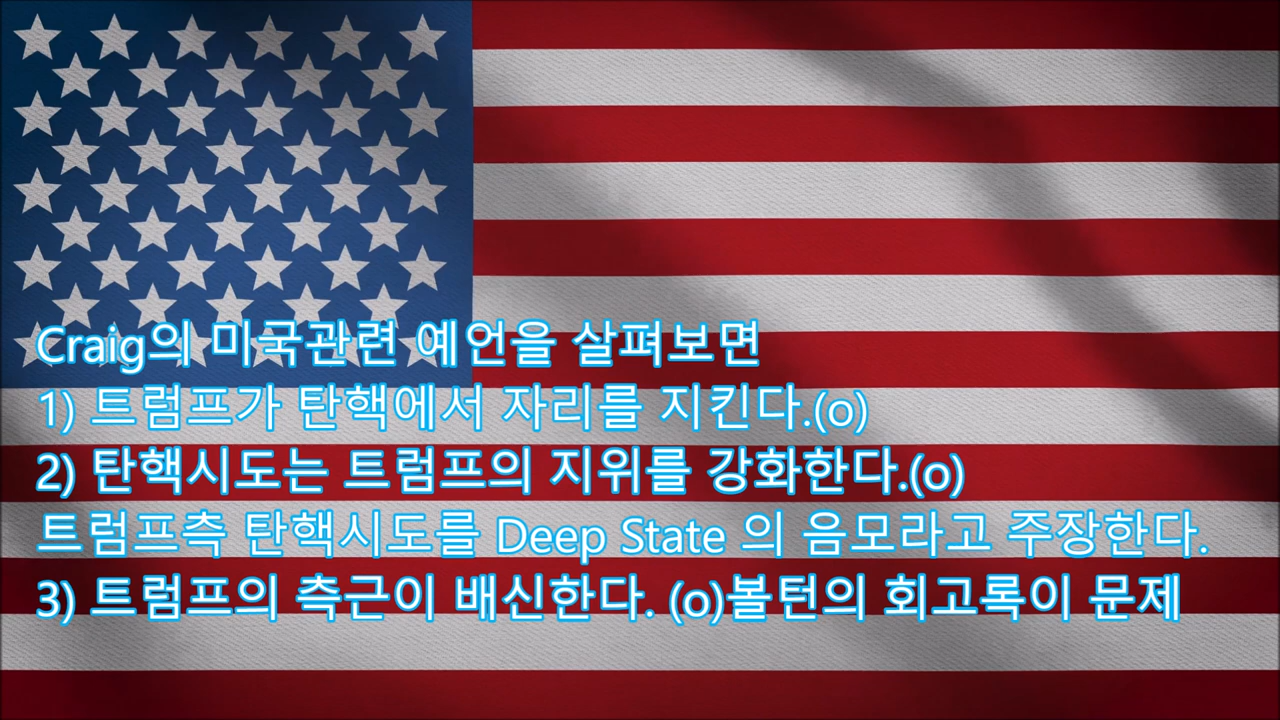 Craig의 미국관련 예언을 살펴보면
1) 트럼프가 탄핵에서 자리를 지킨다.(o)
2) 탄핵시도는 트럼프의 지위를 강화한다.(o)
트럼프측 탄핵시도를 Deep State 의 음모라고 주장한다.
3) 트럼프의 측근이 배신한다. (o)볼턴의 회고록이 문제